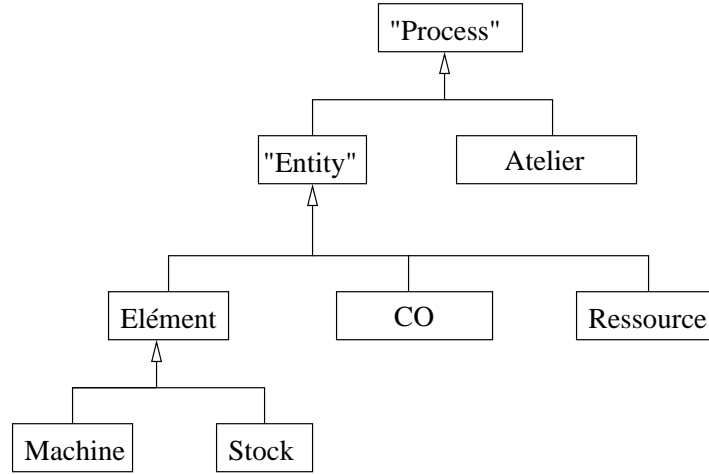 "Process"
"Entity"
Atelier
Elément
CO
Ressource
Machine
Stock